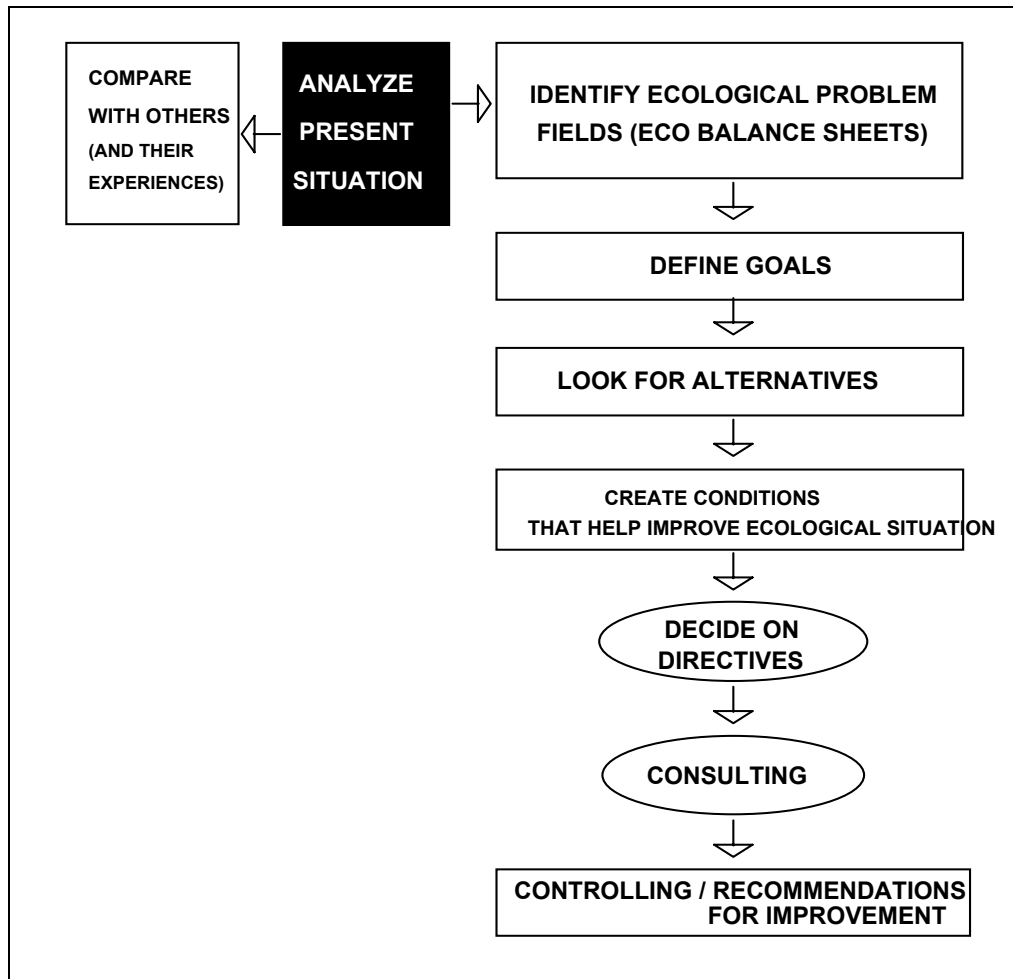 COMPARE
WITH OTHERS
(AND THEIR
EXPERIENCES)
ANALYZE
PRESENT
SITUATION
IDENTIFY ECOLOGICAL PROBLEM
FIELDS (ECO BALANCE SHEETS)
DEFINE GOALS
LOOK FOR ALTERNATIVES
CREATE CONDITIONS
THAT HELP IMPROVE ECOLOGICAL SITUATION
DECIDE ON
DIRECTIVES
CONSULTING
CONTROLLING / RECOMMENDATIONS
FOR IMPROVEMENT